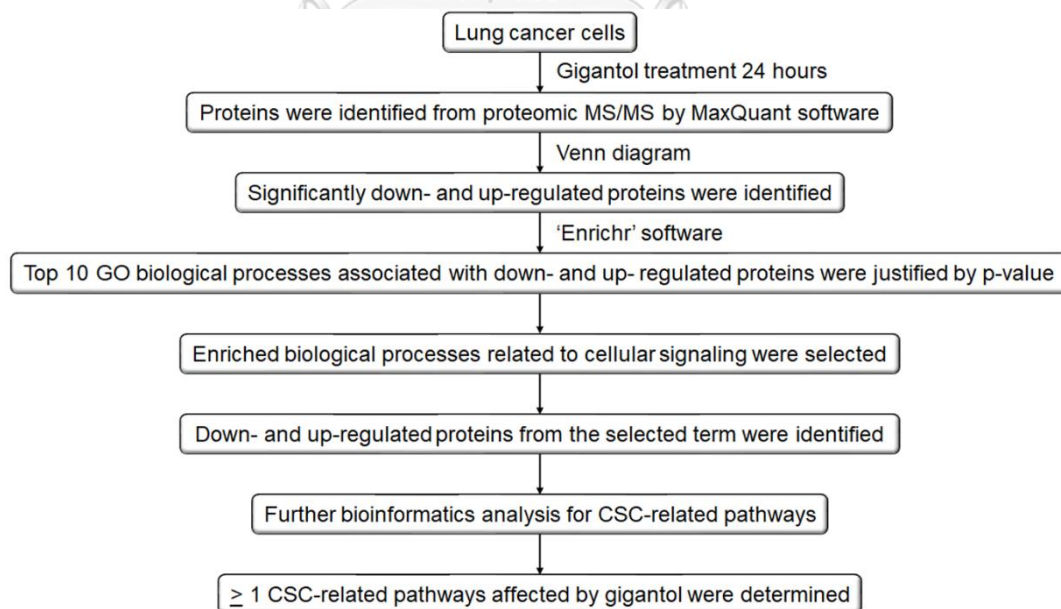 Lung cancer cells
Gigantol treatment 24 hours
Proteins were identified from proteomic MS/MS by MaxQuant software
Venn diagram
Significantly down- and up-regulated proteins were identified
‘Enrichr’ software
Top 10 GO biological processes associated with down- and up- regulated proteins were justified by p-value
Enriched biological processes related to cellular signaling were selected
Down- and up-regulated proteins from the selected term were identified
Further bioinformatics analysis for CSC-related pathways
≥ 1 CSC-related pathways affected by gigantol were determined